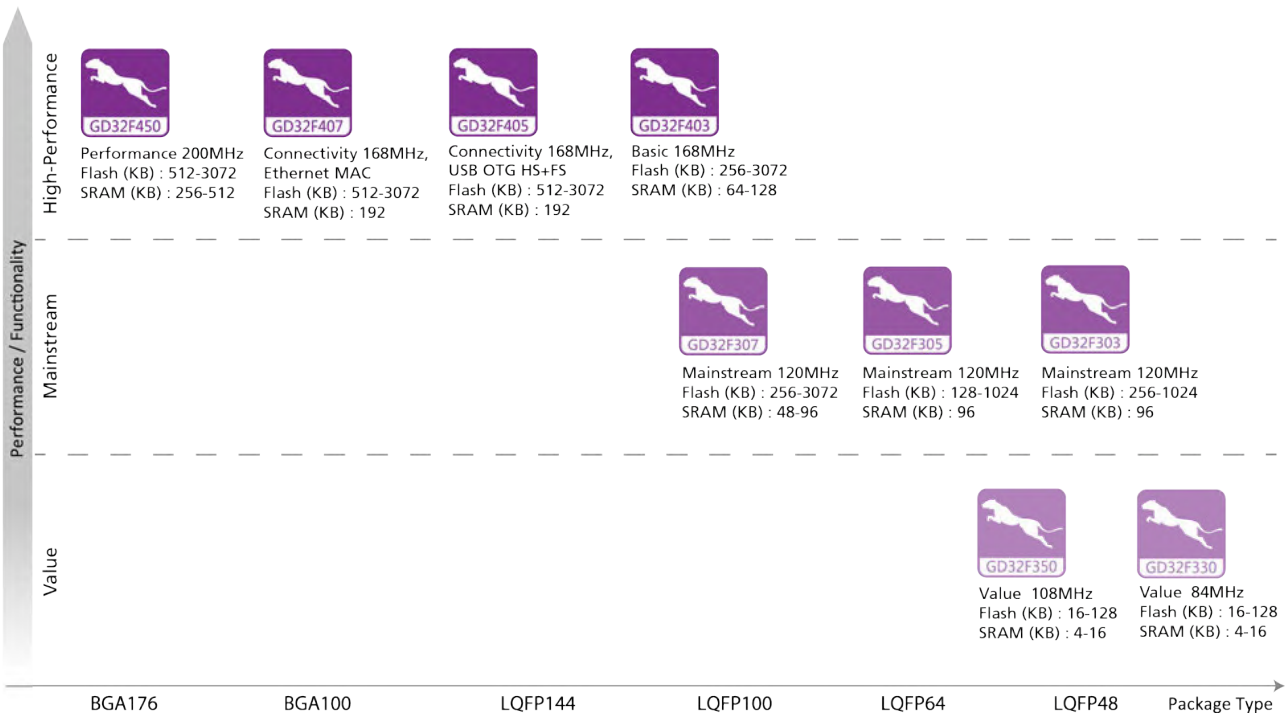 Performance / Functionality
High-Performance
GD32F450
Performance 200MHz
Flash (KB) : 512-3072
SRAM (KB) : 256-512
GD32F407
Connectivity 168MHz,
Ethernet MAC
Flash (KB) : 512-3072
SRAM (KB) : 192
GD32F405
Connectivity 168MHz,
USB OTG HS+FS
Flash (KB) : 512-3072
SRAM (KB) : 192
GD32F403
Basic 168MHz
Flash (KB) : 256-3072
SRAM (KB) : 64-128
Mainstream
GD32F307
Mainstream 120MHz
Flash (KB) : 256-3072
SRAM (KB) : 48-96
GD32F305
Mainstream 120MHz
Flash (KB) : 128-1024
SRAM (KB) : 96
GD32F303
Mainstream 120MHz
Flash (KB) : 256-1024
SRAM (KB) : 96
Value
GD32F350
Value 108MHz
Flash (KB) : 16-128
SRAM (KB) : 4-16
GD32F330
Value 84MHz
Flash (KB) : 16-128
SRAM (KB) : 4-16
BGA176
BGA100
LQFP144
LQFP100
LQFP64
LQFP48
Package Type